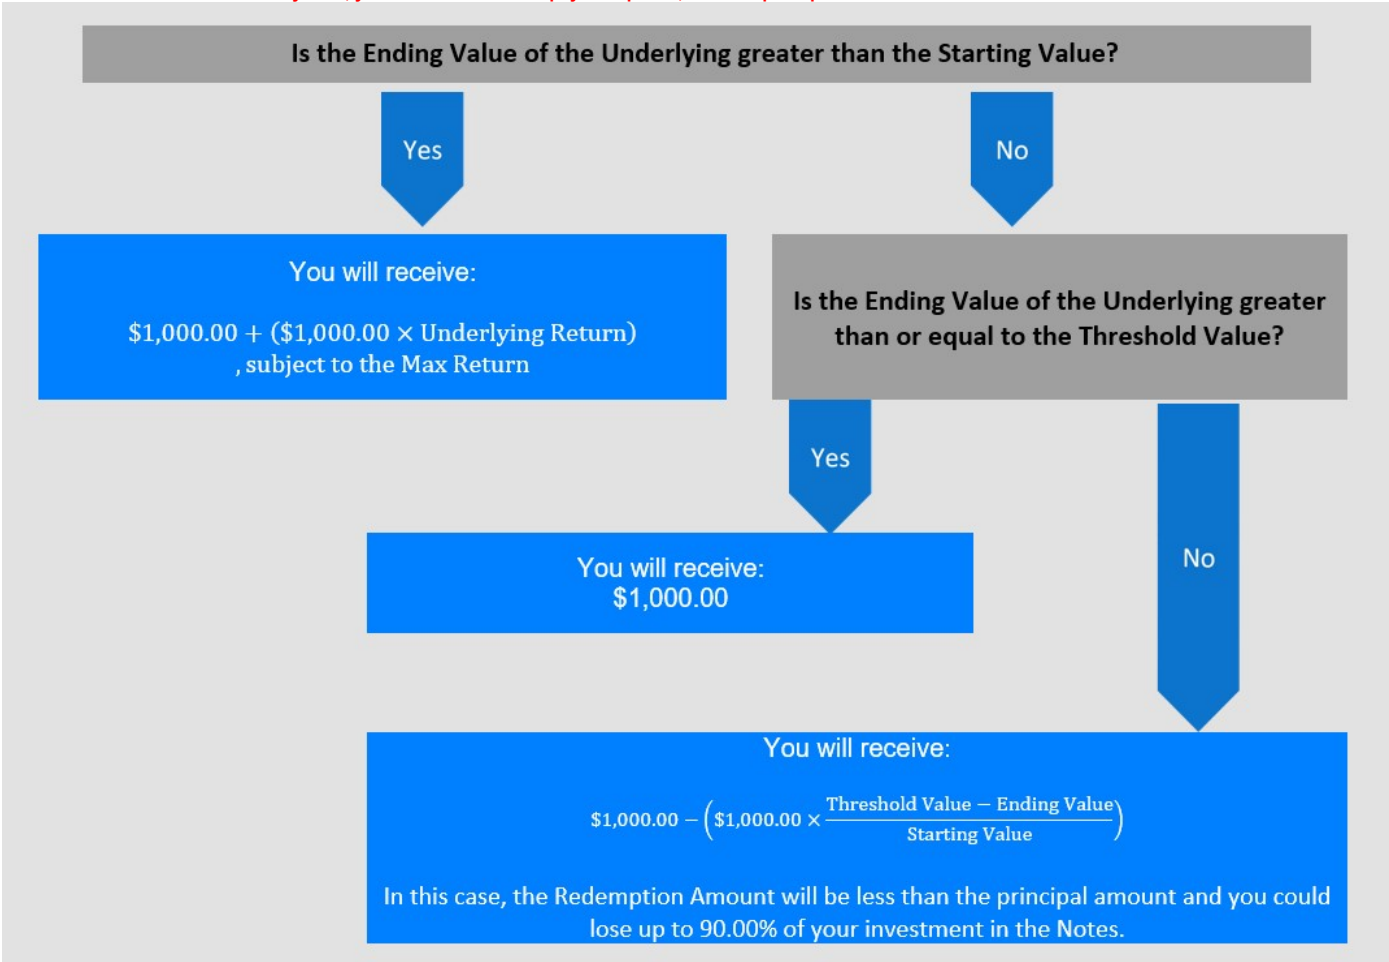 Is the Ending Value of the Underlying greater than the Starting Value?
Yes
No
You will receive:
$1,000.00 + ($1,000.00 × Underlying Return)
, subject to the Max Return
Is the Ending Value of the Underlying greater
than or equal to the Threshold Value?
Yes
No
You will receive:
$1,000.00
You will receive:
$1,000.00 − ($1,000.00 × (Threshold Value − Ending Value) / Starting Value)
In this case, the Redemption Amount will be less than the principal amount and you could
lose up to 90.00% of your investment in the Notes.